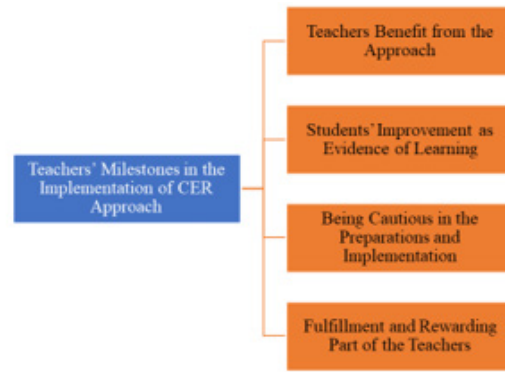 Teachers Benefit from the
Approach
Students' Improvement as
Evidence of Learning
Teachers' Milestones in the
Implementation of CER
Approach
Being Cautious in the
Preparations and
Implementation
Fulfillment and Rewarding
Part of the Teachers